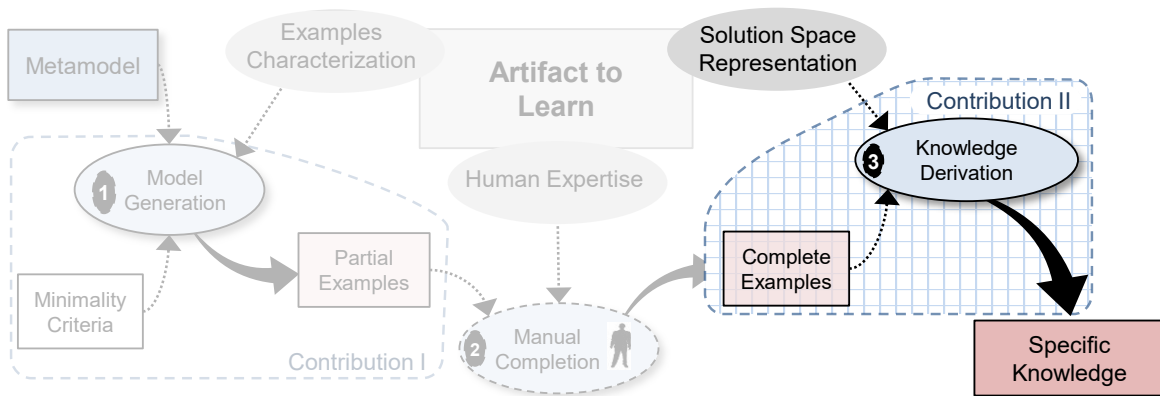 Metamodel
Examples
Characterization
Artifact to
Learn
Solution Space
Representation
Contribution II
1
Model
Generation
Human Expertise
3
Knowledge
Derivation
Minimality
Criteria
Partial
Examples
Complete
Examples
Contribution I
2
Manual
Completion
Specific
Knowledge